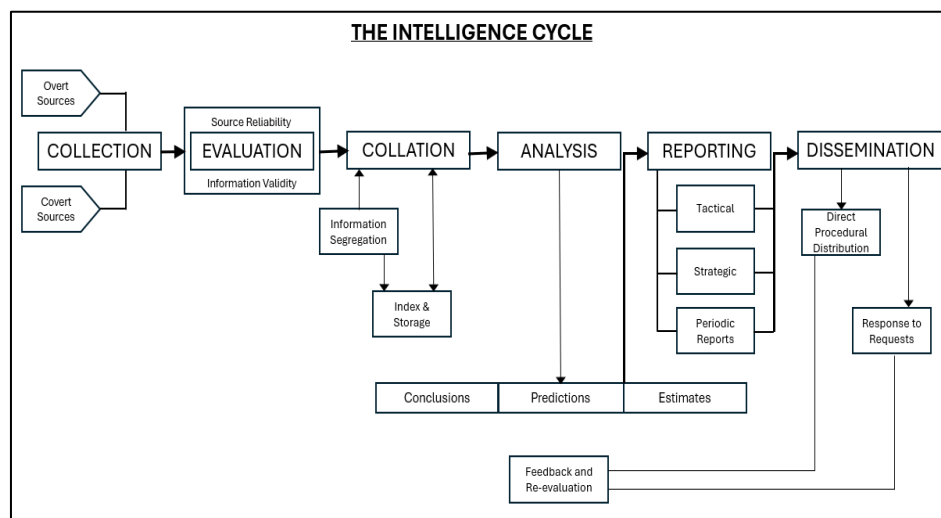 THE INTELLIGENCE CYCLE
Overt
Sources
COLLECTION
Covert
Sources
Source Reliability
EVALUATION
Information Validity
COLLATION
Information
Segregation
Index &
Storage
ANALYSIS
Conclusions
Predictions
Estimates
REPORTING
Tactical
Strategic
Periodic
Reports
DISSEMINATION
Direct
Procedural
Distribution
Response to
Requests
Feedback and
Re-evaluation